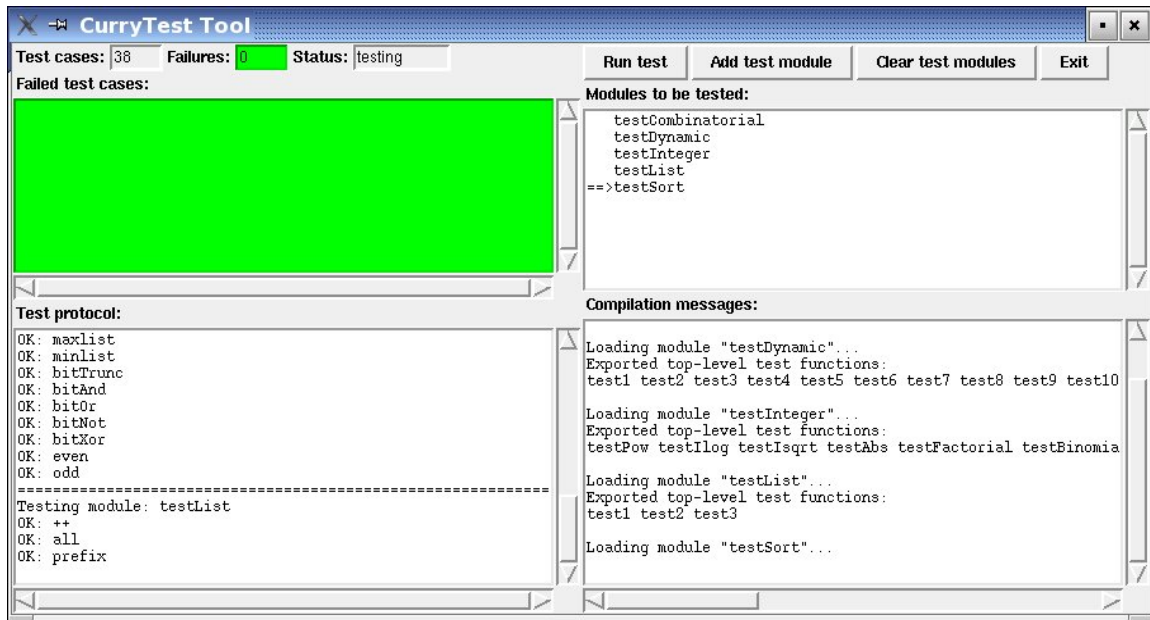 CurryTest Tool
Test cases: 38 Failures: 0 Status: testing
Run test Add test module Clear test modules Exit
Failed test cases:
Modules to be tested:
testCombinatorial
testDynamic
testInteger
testList
==>testSort
Test protocol:
OK: maxlist
OK: minlist
OK: bitTrunc
OK: bitAnd
OK: bitOr
OK: bitNot
OK: bitXor
OK: even
OK: odd
================================================================
Testing module: testList
OK: ++
OK: all
OK: prefix
Compilation messages:
Loading module "testDynamic"...
Exported top-level test functions:
test1 test2 test3 test4 test5 test6 test7 test8 test9 test10
Loading module "testInteger"...
Exported top-level test functions:
testPow testIlog testIsqrt testAbs testFactorial testBinomia
Loading module "testList"...
Exported top-level test functions:
test1 test2 test3
Loading module "testSort"...